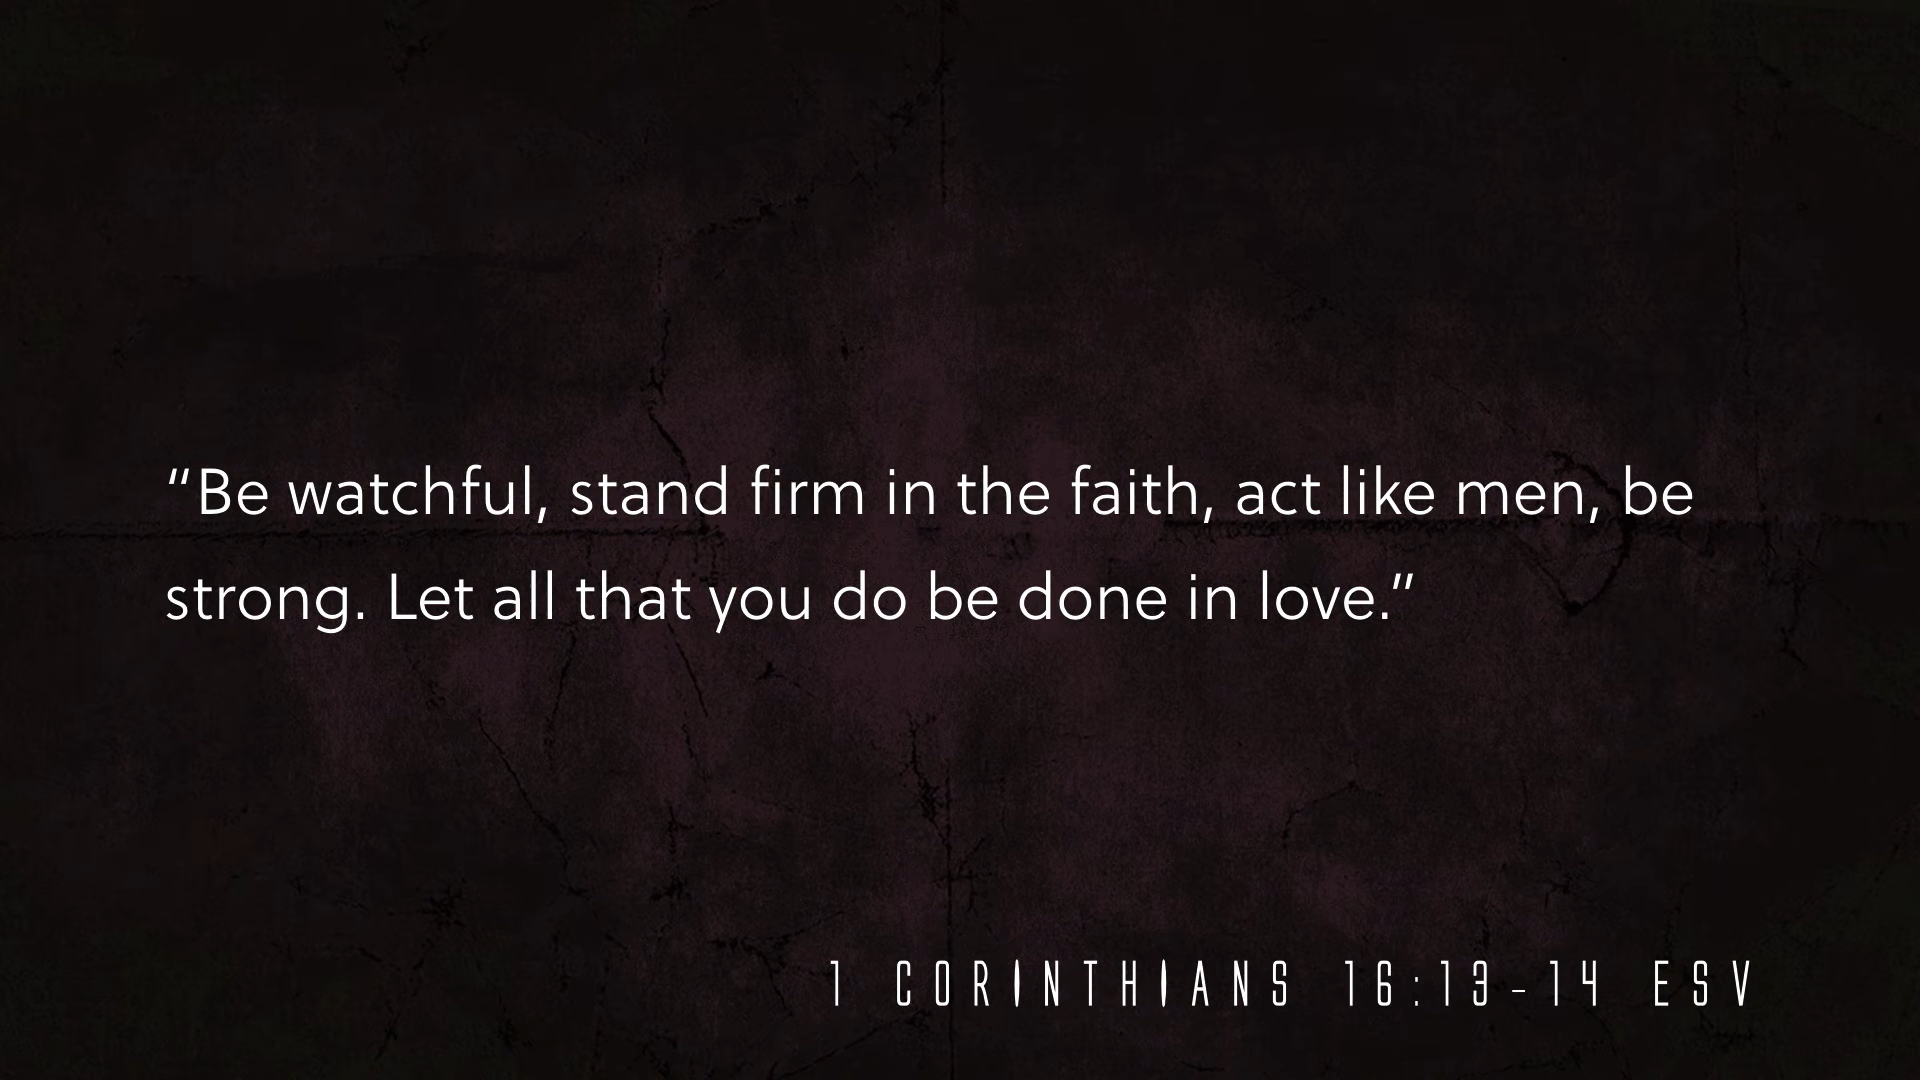 “Be watchful, stand firm in the faith, act like men, be
strong. Let all that you do be done in love.”
1 CORINTHIANS 16:13-14 ESV